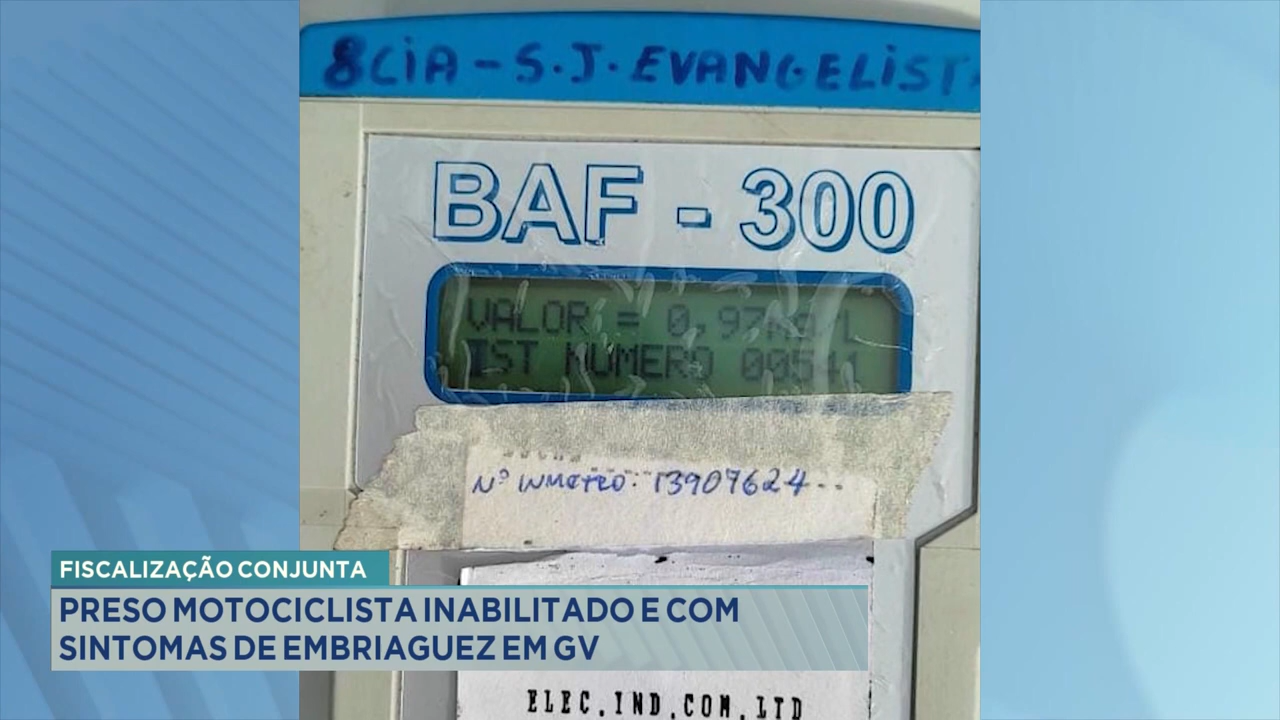 8CIA - S.J. EVANGELISTA
BAF - 300
VALOR = 0,97
IST NUMERO 00541
Nº INMETRO: 13907624
FISCALIZAÇÃO CONJUNTA
PRESO MOTOCICLISTA INABILITADO E COM
SINTOMAS DE EMBRIAGUEZ EM GV
ELEC.IND.COM.LTD